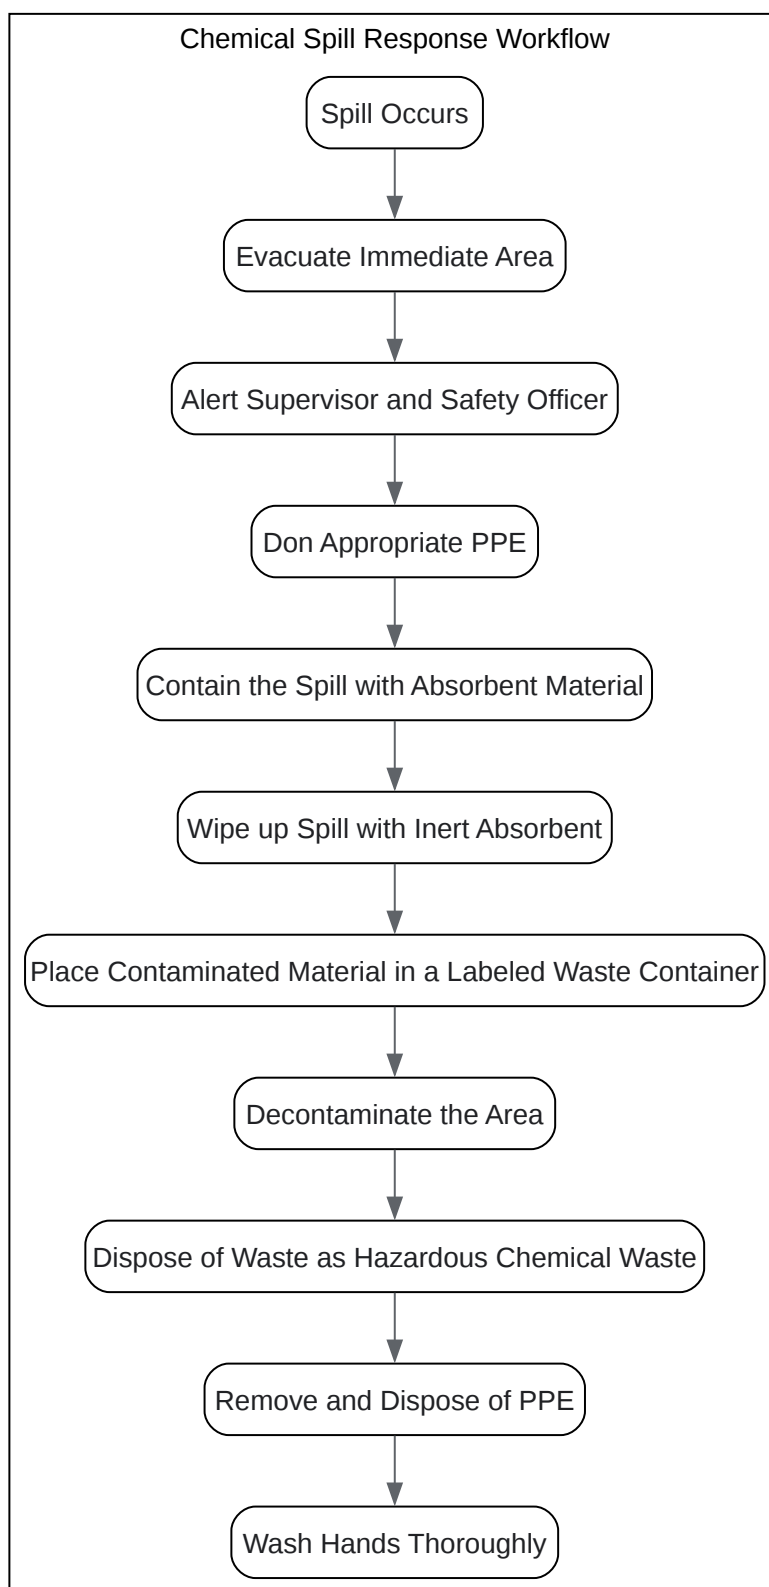 Chemical Spill Response Workflow
Spill Occurs
Evacuate Immediate Area
Alert Supervisor and Safety Officer
Don Appropriate PPE
Contain the Spill with Absorbent Material
Wipe up Spill with Inert Absorbent
Place Contaminated Material in a Labeled Waste Container
Decontaminate the Area
Dispose of Waste as Hazardous Chemical Waste
Remove and Dispose of PPE
Wash Hands Thoroughly